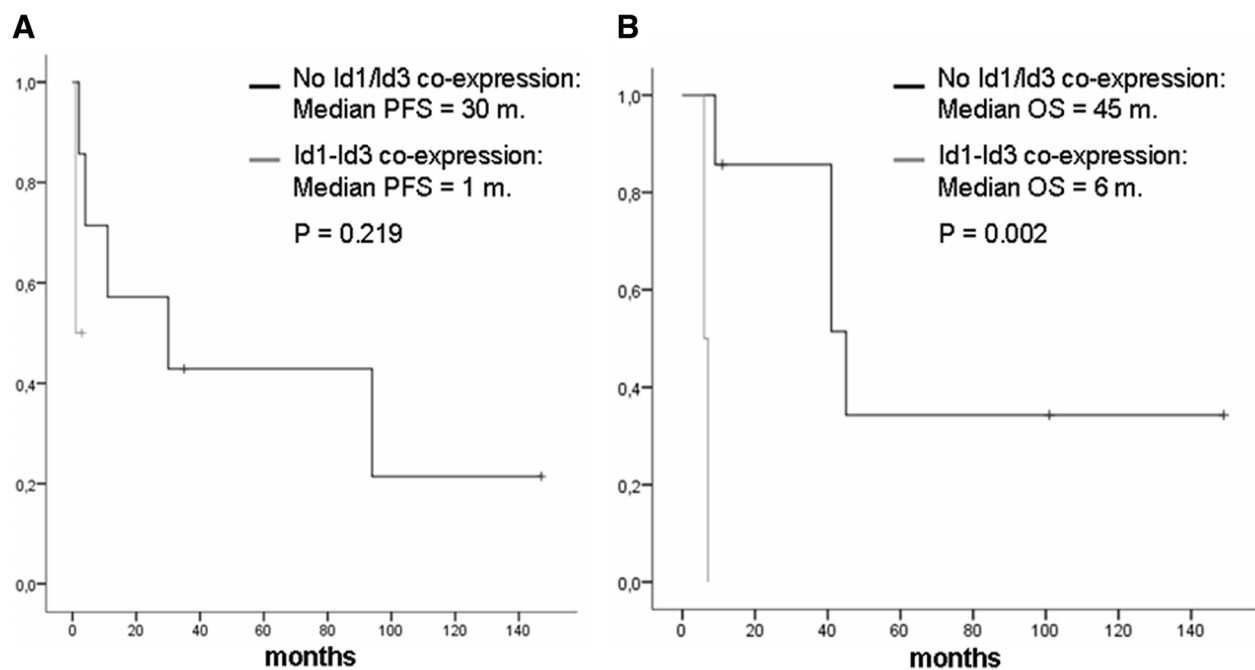 A
No Id1/Id3 co-expression:
Median PFS = 30 m.
Id1-Id3 co-expression:
Median PFS = 1 m.
P = 0.219
1,0
0,8
0,6
0,4
0,2
0,0
0 20 40 60 80 100 120 140
months
B
No Id1/Id3 co-expression:
Median OS = 45 m.
Id1-Id3 co-expression:
Median OS = 6 m.
P = 0.002
1,0
0,8
0,6
0,4
0,2
0,0
0 20 40 60 80 100 120 140
months